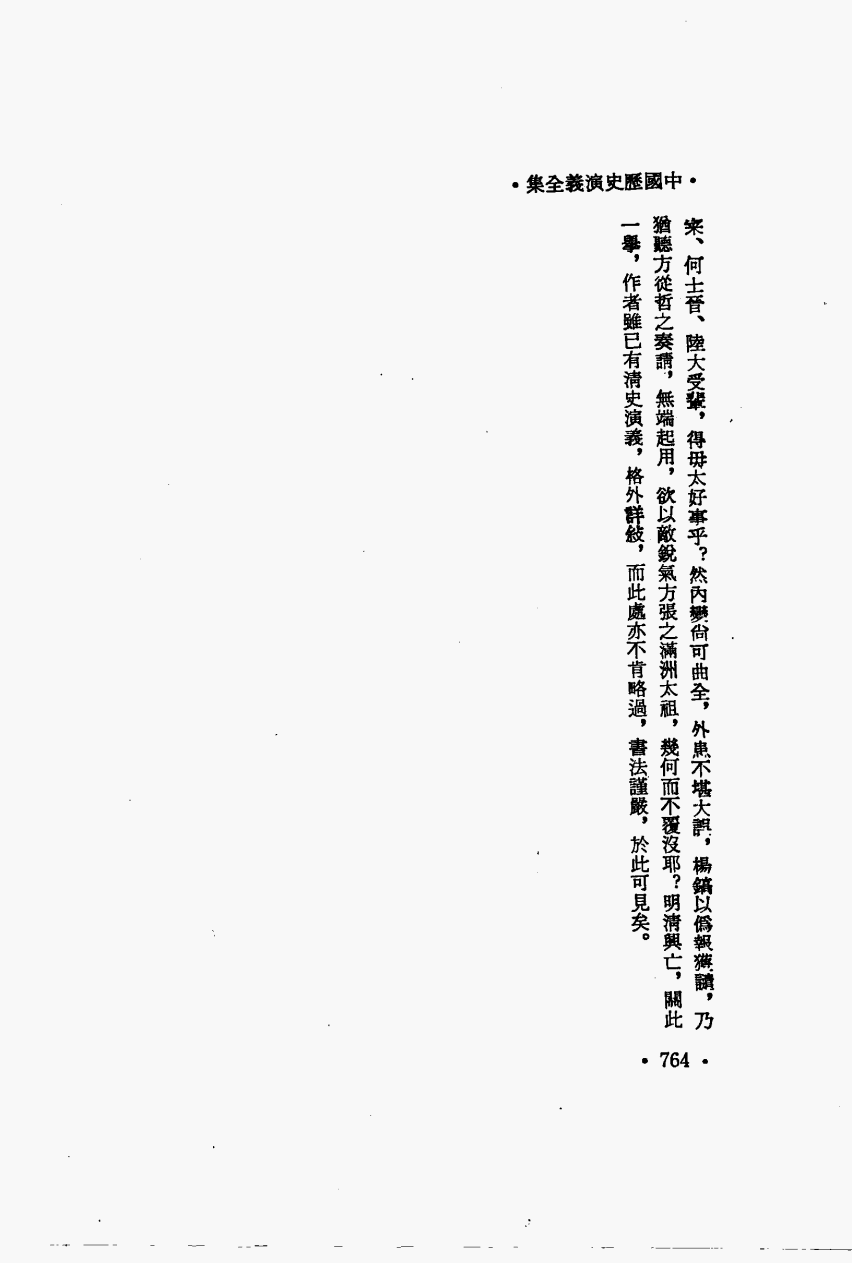 •中國歷史演義全集•
寀、何士晉、陸大受輩，得毋太好事乎？然內變尙可曲全，外患不堪大誤，楊鎬以僞報獲譴，乃
猶聽方從哲之奏請，無端起用，欲以敵銳氣方張之滿洲太祖，幾何而不覆沒耶？明淸興亡，關此
一舉，作者雖已有淸史演義，格外詳敍，而此處亦不肯略過，書法謹嚴，於此可見矣。
•764•